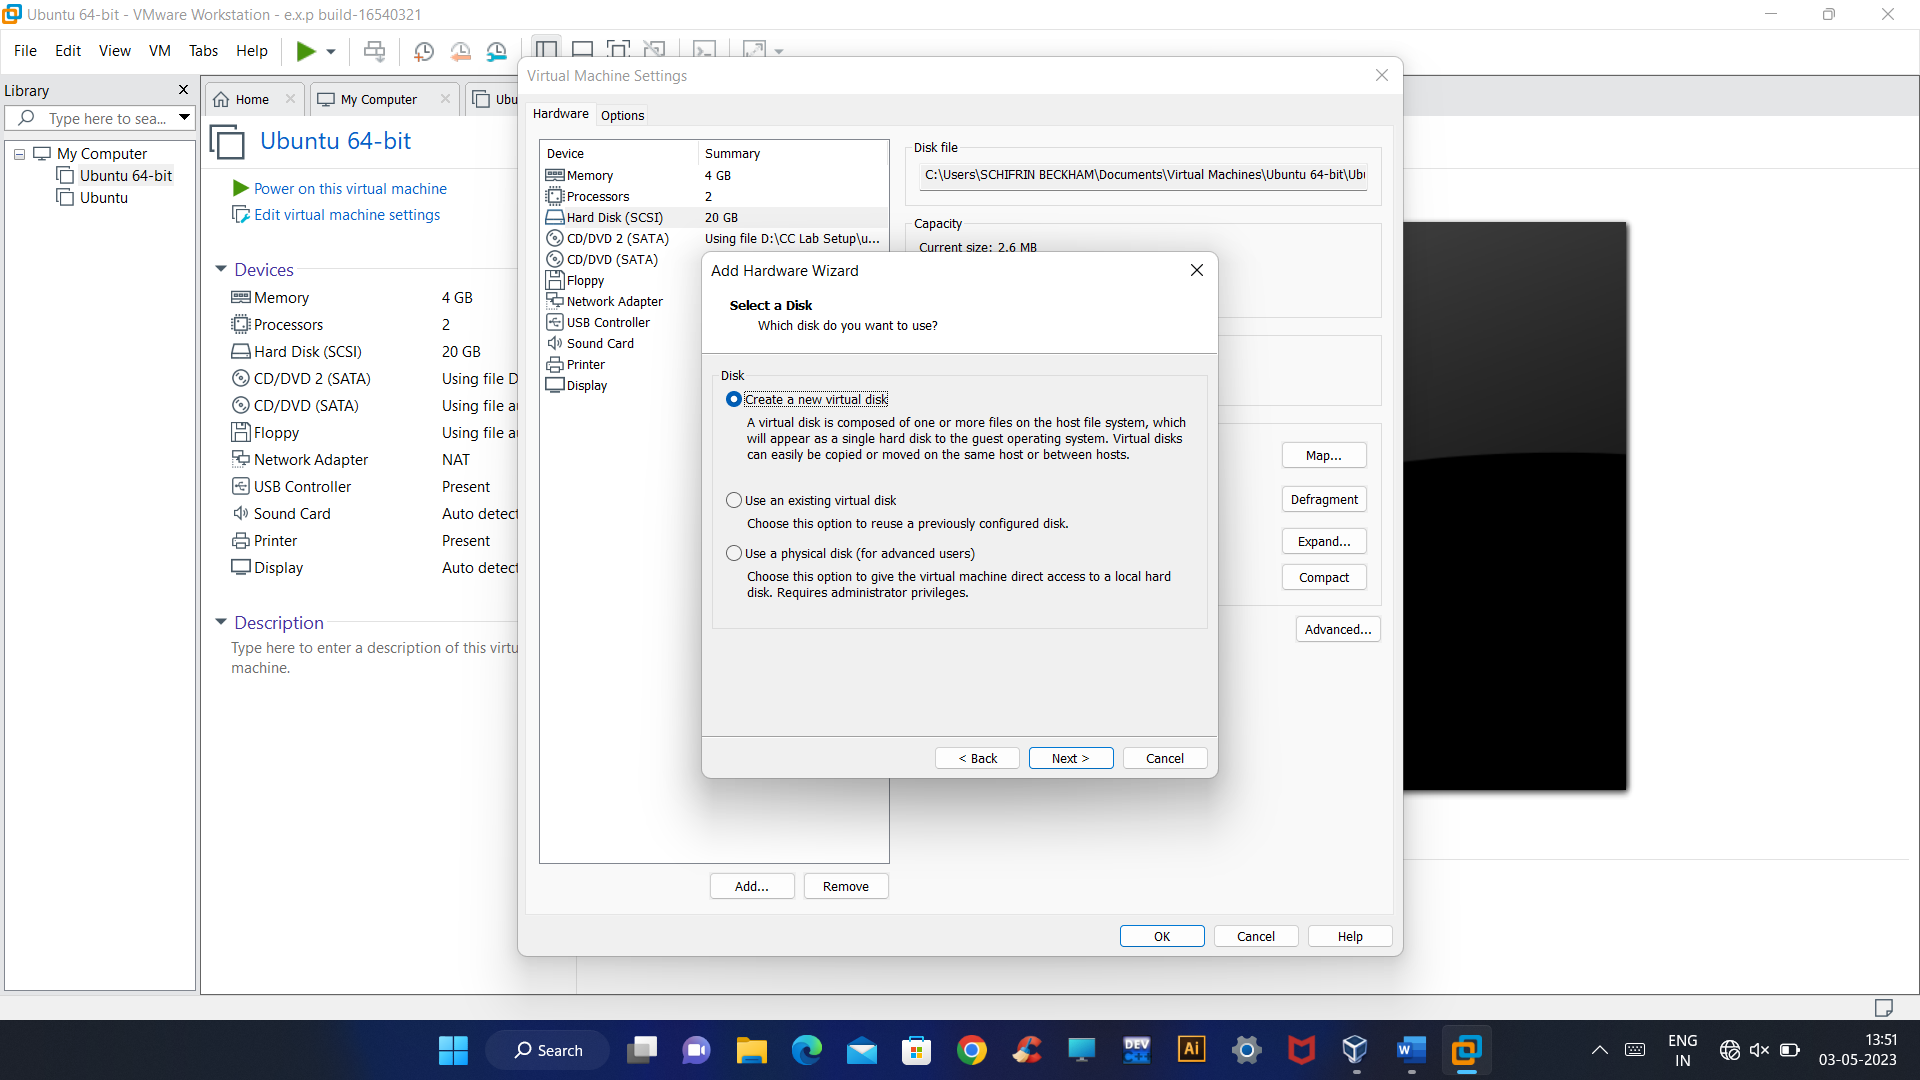 Ubuntu 64-bit - VMware Workstation - e.x.p build-16540321
File Edit View VM Tabs Help
Library
Type here to sea...
My Computer
Ubuntu 64-bit
Ubuntu
Home
My Computer
Ubu
Ubuntu 64-bit
Power on this virtual machine
Edit virtual machine settings
Devices
Memory 4 GB
Processors 2
Hard Disk (SCSI) 20 GB
CD/DVD 2 (SATA) Using file D
CD/DVD (SATA) Using file a
Floppy Using file a
Network Adapter NAT
USB Controller Present
Sound Card Auto detect
Printer Present
Display Auto detect
Description
Type here to enter a description of this virtu
machine.
Virtual Machine Settings
Hardware Options
Device Summary
Memory 4 GB
Processors 2
Hard Disk (SCSI) 20 GB
CD/DVD 2 (SATA) Using file D:\CC Lab Setup\u...
CD/DVD (SATA)
Floppy
Network Adapter
USB Controller
Sound Card
Printer
Display
Add... Remove
Disk file
C:\Users\SCHIFRIN BECKHAM\Documents\Virtual Machines\Ubuntu 64-bit\Ub
Capacity
Current size: 2.6 MB
Map...
Defragment
Expand...
Compact
Advanced...
OK Cancel Help
Add Hardware Wizard
Select a Disk
Which disk do you want to use?
Disk
Create a new virtual disk
A virtual disk is composed of one or more files on the host file system, which
will appear as a single hard disk to the guest operating system. Virtual disks
can easily be copied or moved on the same host or between hosts.
Use an existing virtual disk
Choose this option to reuse a previously configured disk.
Use a physical disk (for advanced users)
Choose this option to give the virtual machine direct access to a local hard
disk. Requires administrator privileges.
< Back Next > Cancel
Search
DEV
C++
Ai
W
ENG
IN
13:51
03-05-2023